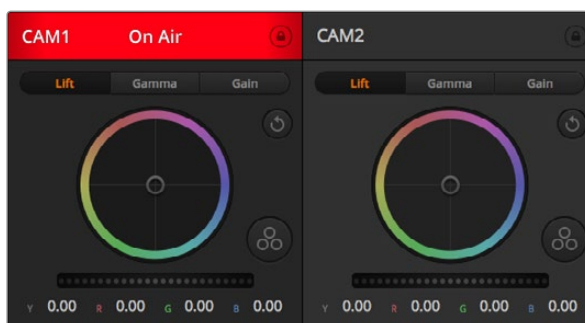 CAM1 On Air CAM2
Lift Gamma Gain Lift Gamma Gain
Y 0.00 R 0.00 G 0.00 B 0.00 Y 0.00 R 0.00 G 0.00 B 0.00